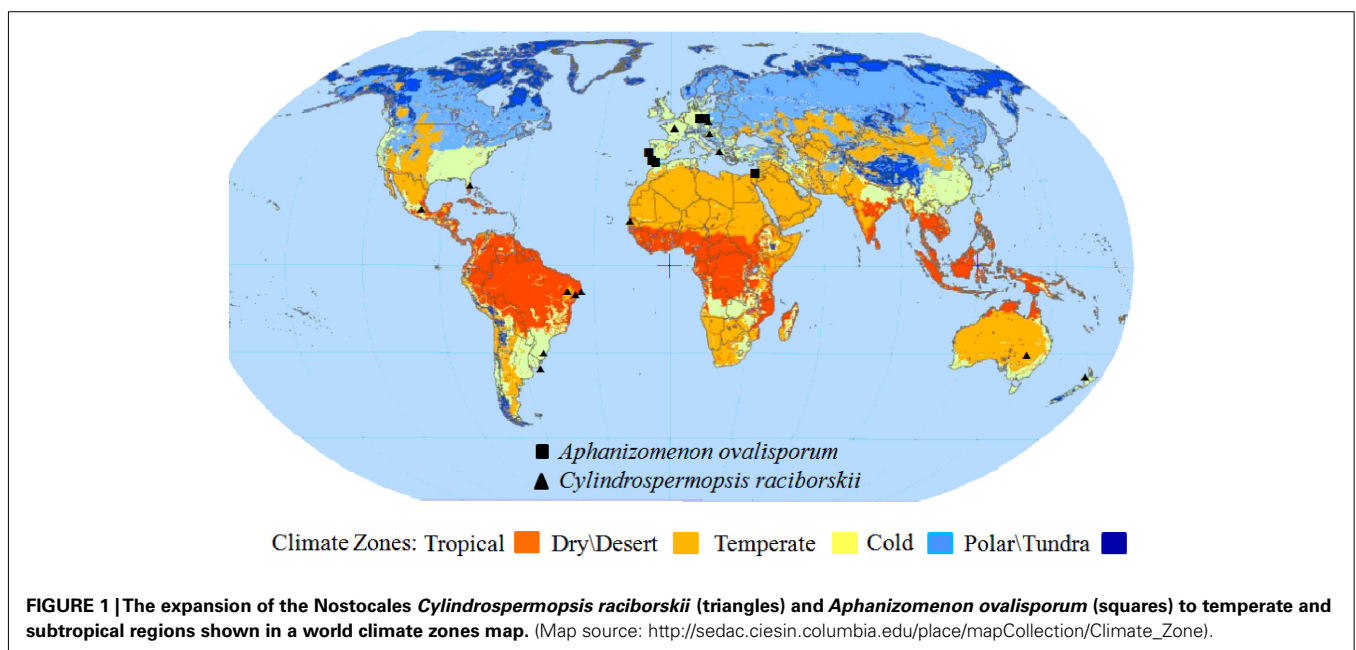 Aphanizomenon ovalisporum
Cylindrospermopsis raciborskii
Climate Zones: Tropical Dry\Desert Temperate Cold Polar\Tundra
FIGURE 1 | The expansion of the Nostocales Cylindrospermopsis raciborskii (triangles) and Aphanizomenon ovalisporum (squares) to temperate and
subtropical regions shown in a world climate zones map. (Map source: http://sedac.ciesin.columbia.edu/place/mapCollection/Climate_Zone).